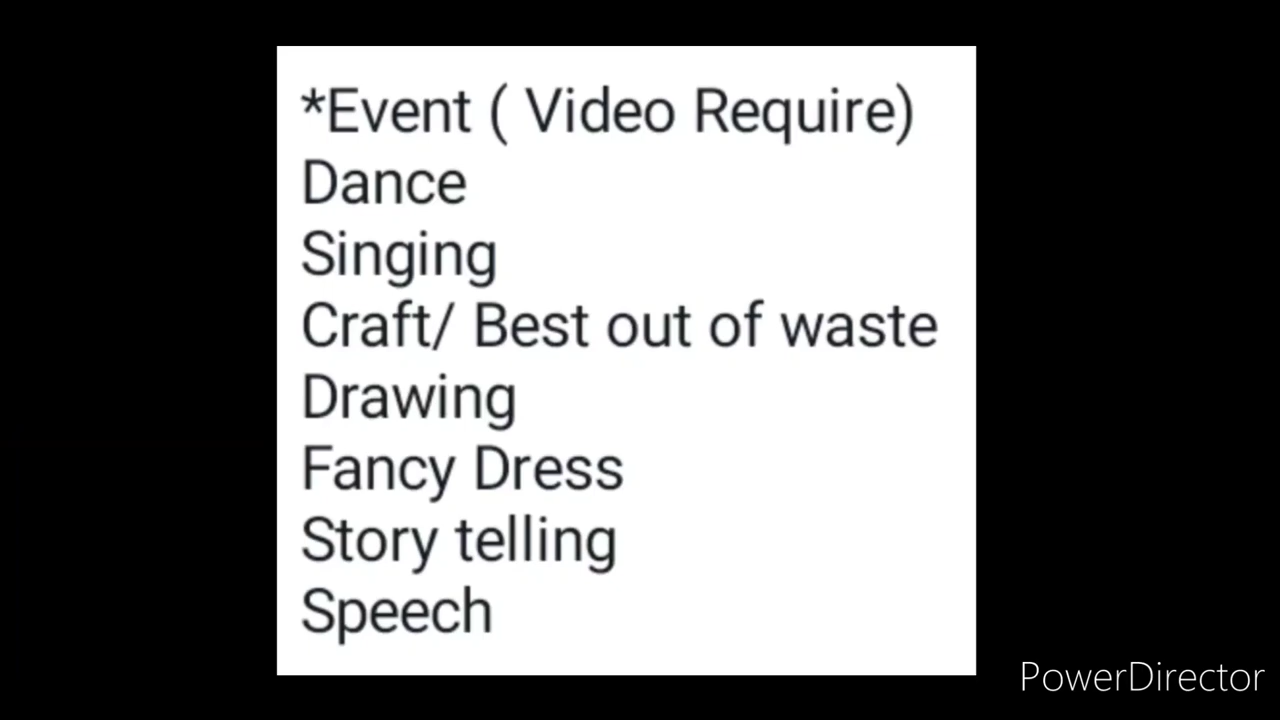 *Event ( Video Require)
Dance
Singing
Craft/ Best out of waste
Drawing
Fancy Dress
Story telling
Speech
PowerDirector